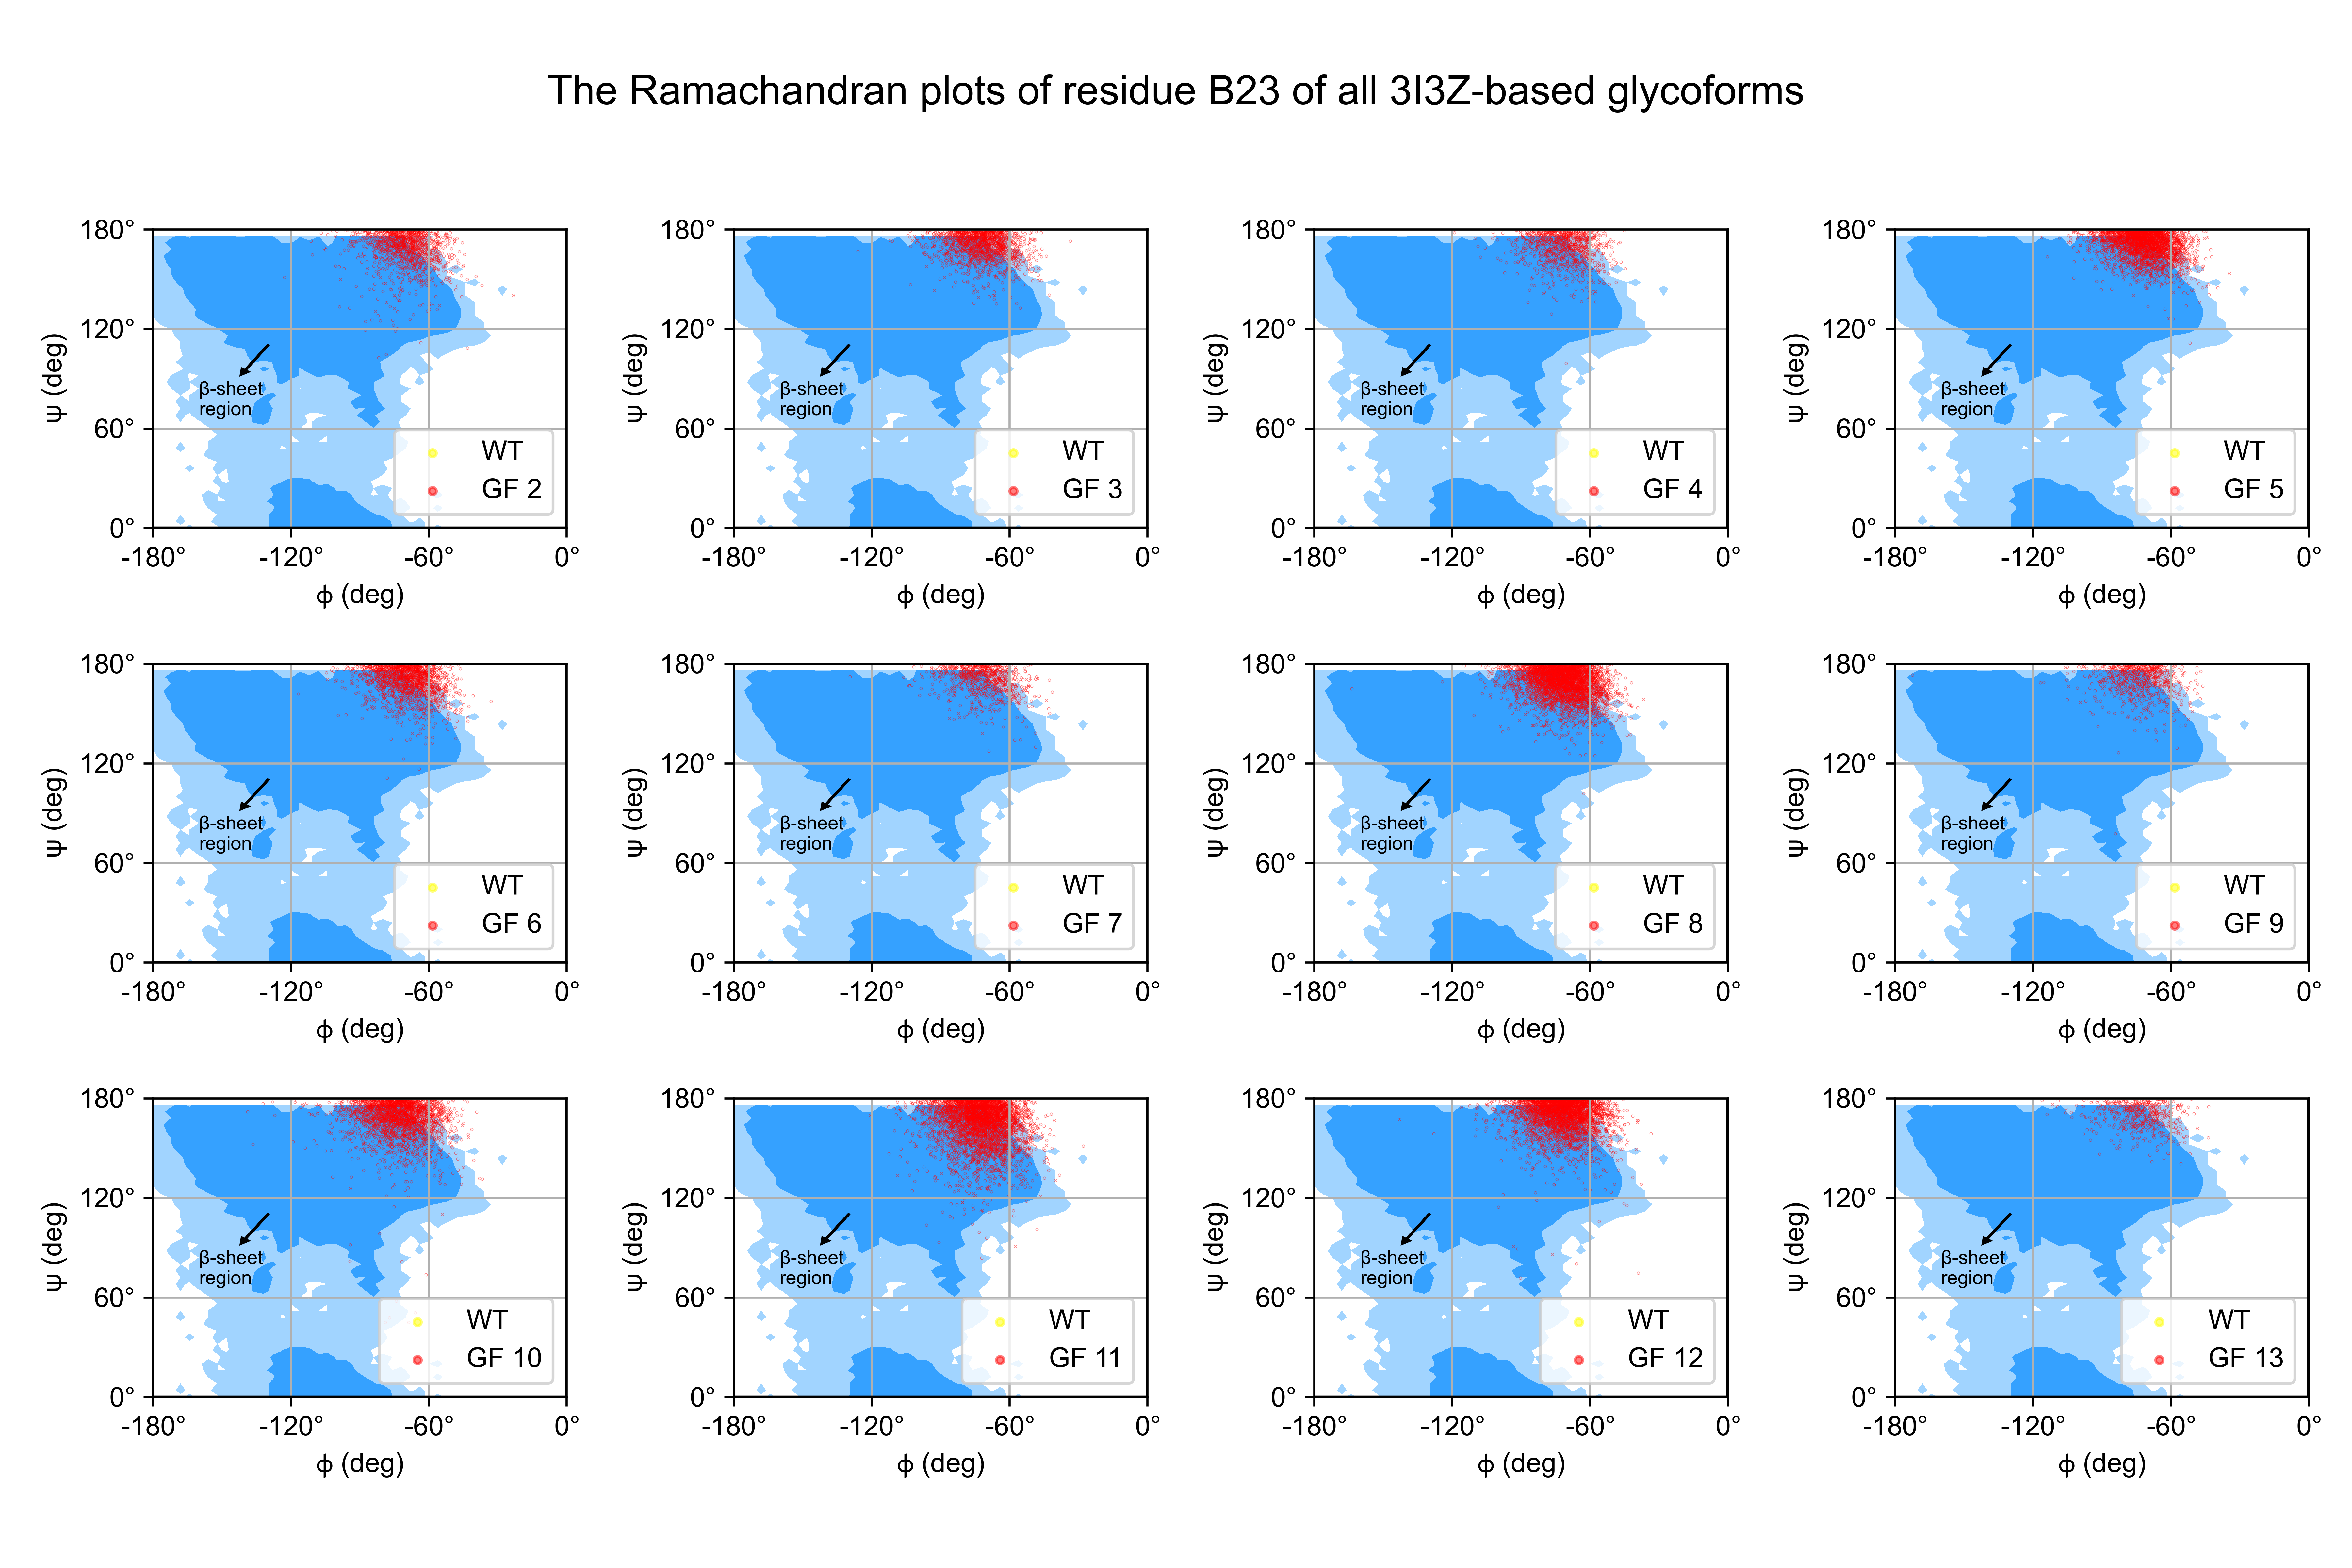 The Ramachandran plots of residue B23 of all 3I3Z-based glycoforms
180°
120°
60°
0°
-180°
-120°
-60°
0°
ψ (deg)
ϕ (deg)
β-sheet
region
WT
GF 2
180°
120°
60°
0°
-180°
-120°
-60°
0°
ψ (deg)
ϕ (deg)
β-sheet
region
WT
GF 3
180°
120°
60°
0°
-180°
-120°
-60°
0°
ψ (deg)
ϕ (deg)
β-sheet
region
WT
GF 4
180°
120°
60°
0°
-180°
-120°
-60°
0°
ψ (deg)
ϕ (deg)
β-sheet
region
WT
GF 5
180°
120°
60°
0°
-180°
-120°
-60°
0°
ψ (deg)
ϕ (deg)
β-sheet
region
WT
GF 6
180°
120°
60°
0°
-180°
-120°
-60°
0°
ψ (deg)
ϕ (deg)
β-sheet
region
WT
GF 7
180°
120°
60°
0°
-180°
-120°
-60°
0°
ψ (deg)
ϕ (deg)
β-sheet
region
WT
GF 8
180°
120°
60°
0°
-180°
-120°
-60°
0°
ψ (deg)
ϕ (deg)
β-sheet
region
WT
GF 9
180°
120°
60°
0°
-180°
-120°
-60°
0°
ψ (deg)
ϕ (deg)
β-sheet
region
WT
GF 10
180°
120°
60°
0°
-180°
-120°
-60°
0°
ψ (deg)
ϕ (deg)
β-sheet
region
WT
GF 11
180°
120°
60°
0°
-180°
-120°
-60°
0°
ψ (deg)
ϕ (deg)
β-sheet
region
WT
GF 12
180°
120°
60°
0°
-180°
-120°
-60°
0°
ψ (deg)
ϕ (deg)
β-sheet
region
WT
GF 13